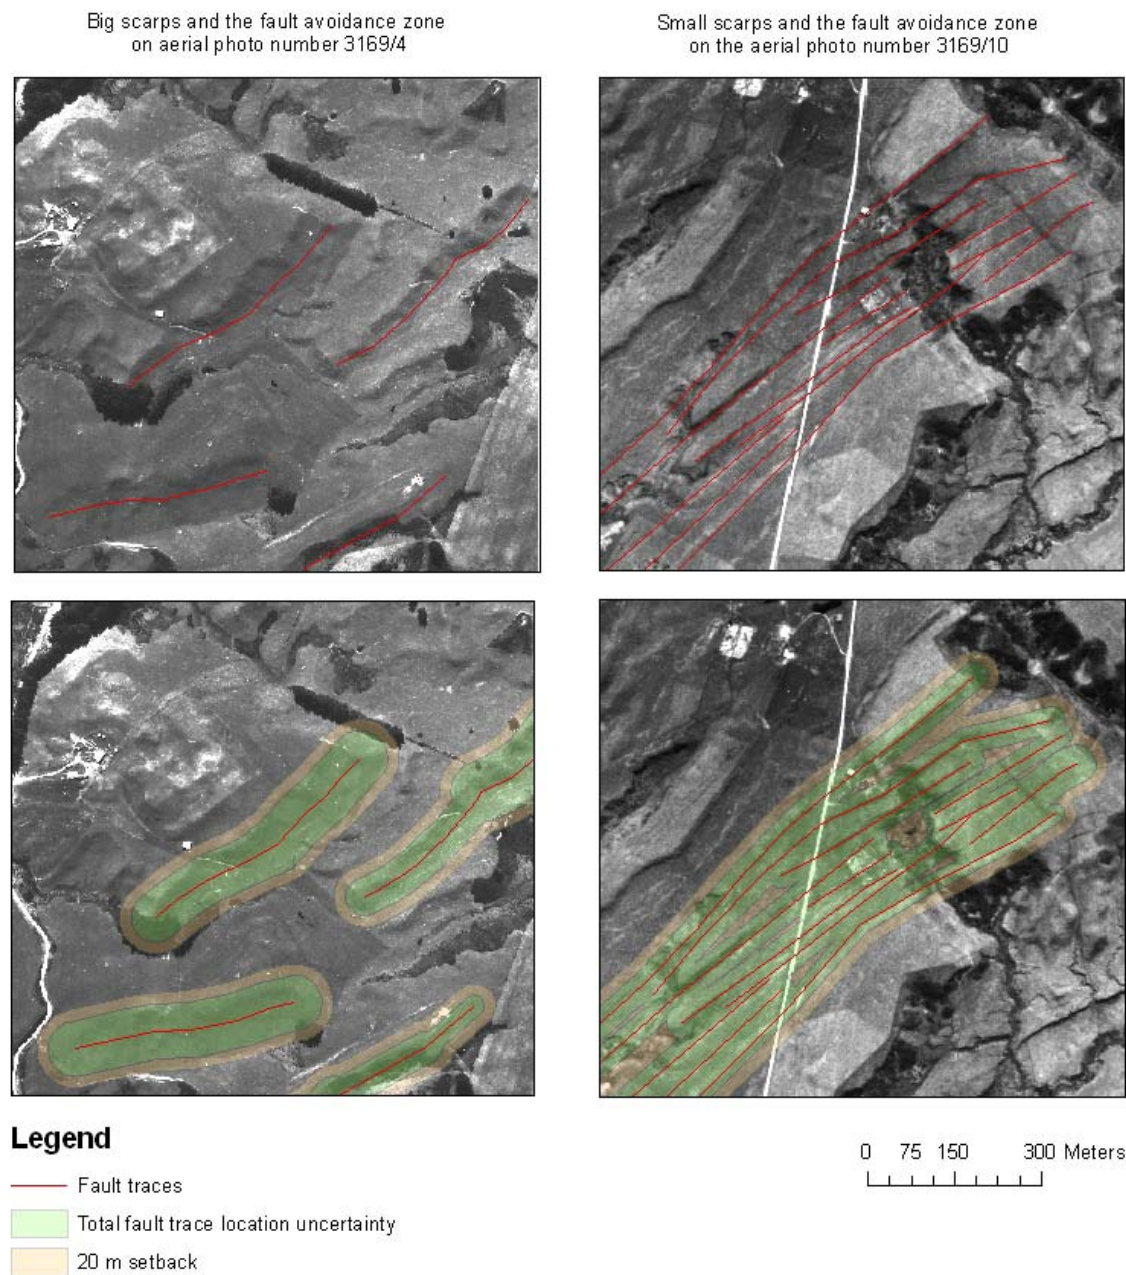 Big scarps and the fault avoidance zone
on aerial photo number 3169/4
Small scarps and the fault avoidance zone
on the aerial photo number 3169/10
Legend
Fault traces
Total fault trace location uncertainty
20 m setback
0 75 150 300 Meters